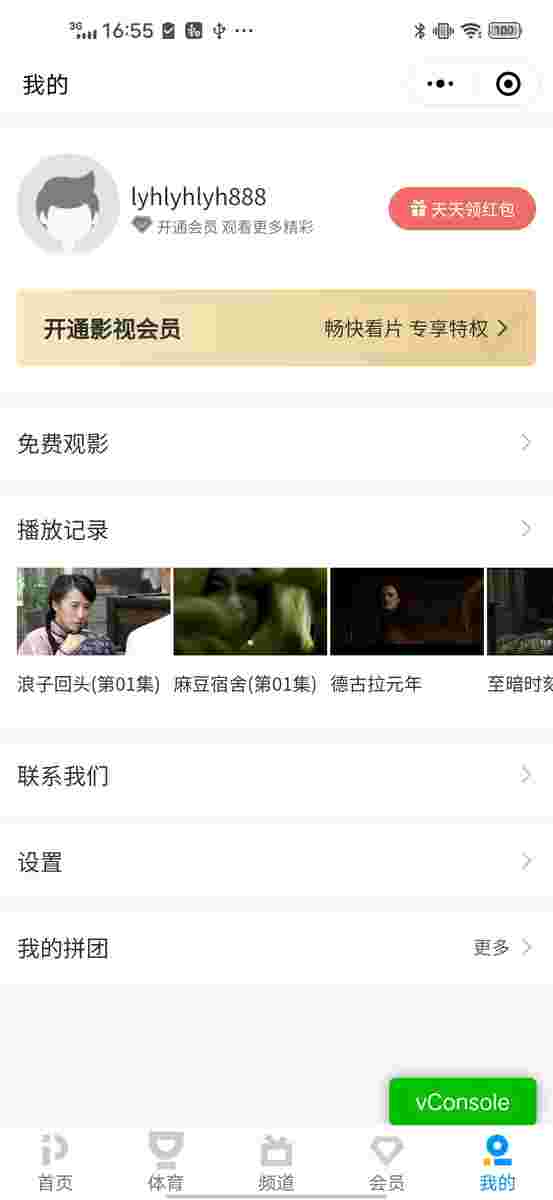 3G 16:55 100
我的
lyhlyhlyh888
开通会员 观看更多精彩
天天领红包
开通影视会员
畅快看片 专享特权
免费观影
播放记录
浪子回头(第01集) 麻豆宿舍(第01集) 德古拉元年 至暗时刻
联系我们
设置
我的拼团
更多
vConsole
首页 体育 频道 会员 我的